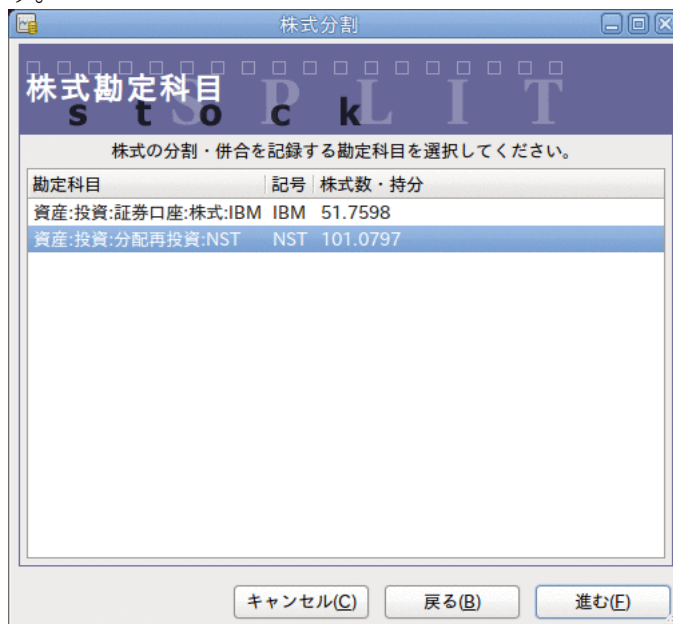 す。
株式分割
株式勘定科目
stock
SPLIT
株式の分割・併合を記録する勘定科目を選択してください。
勘定科目 記号 株式数・持分
資産:投資:証券口座:株式:IBM IBM 51.7598
資産:投資:分配再投資:NST NST 101.0797
キャンセル(C) 戻る(B) 進む(F)